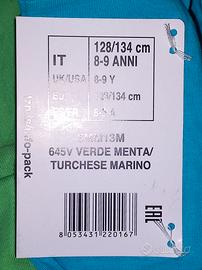 128/134 cm
IT 8-9 ANNI
UK/USA 8-9 Y
128/134 cm
645V VERDE MENTA/
TURCHESE MARINO
8 053431 220167
EAC